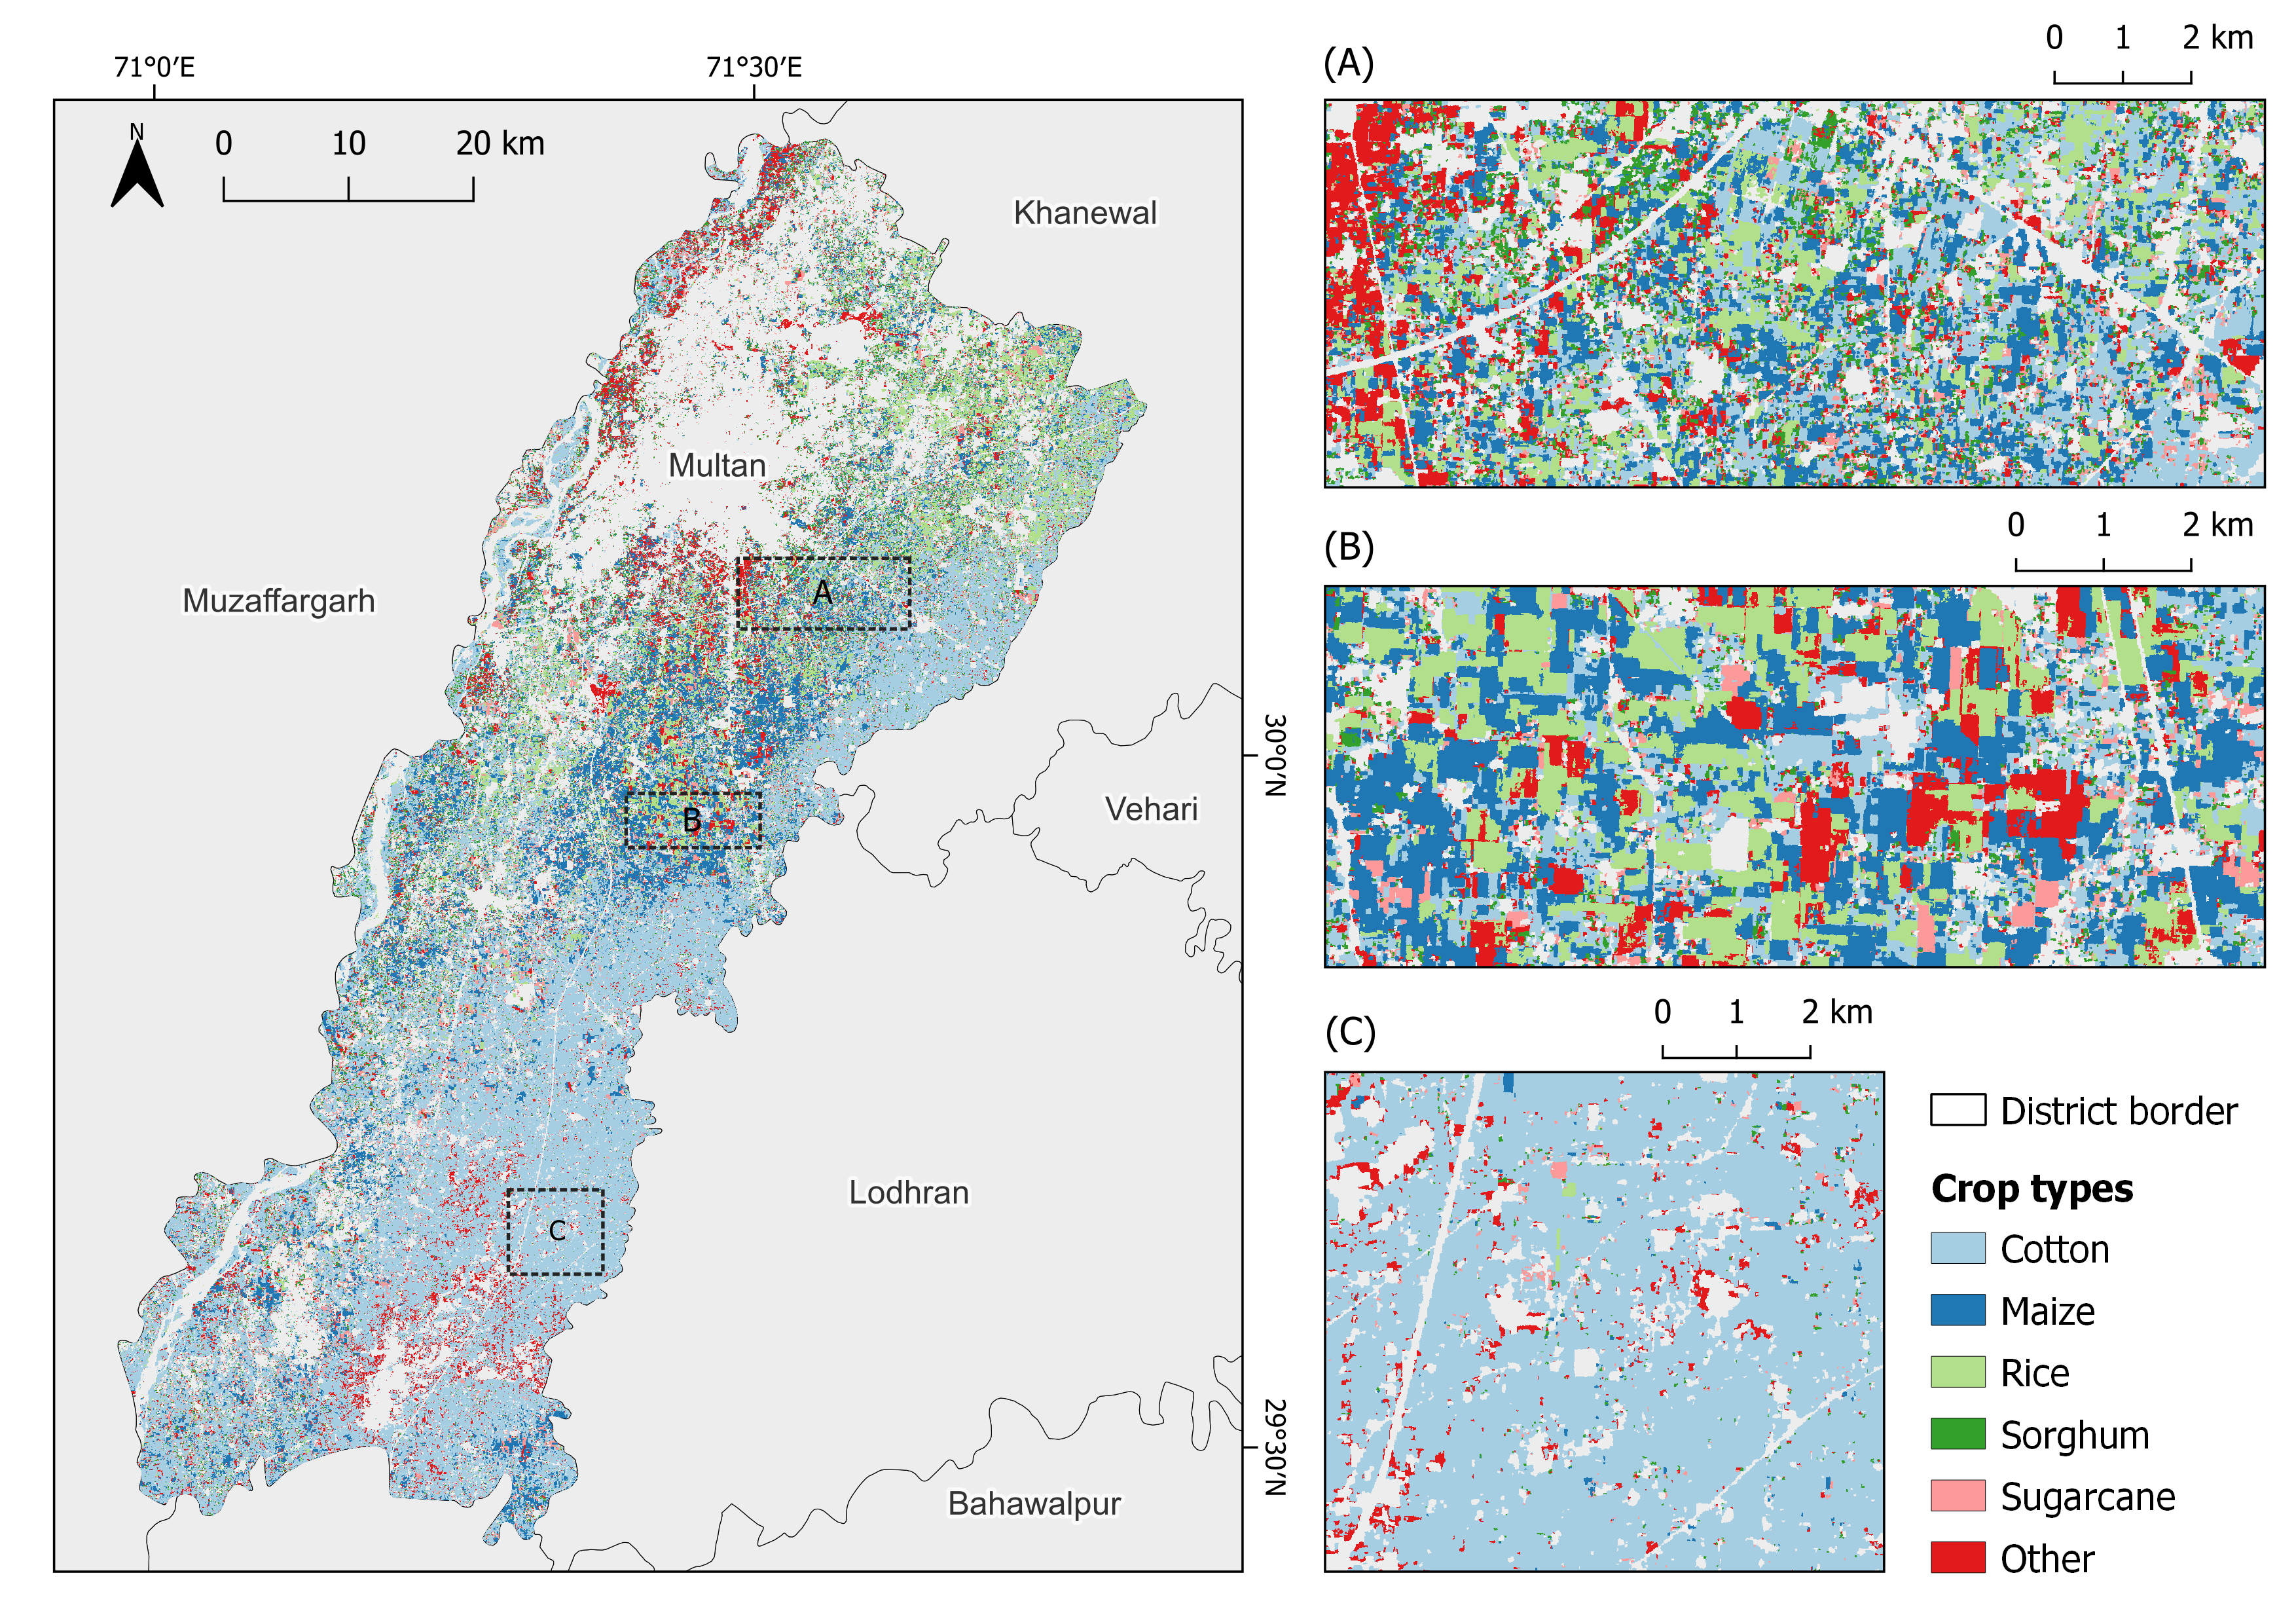 71°0′E
71°30′E
N
0 10 20 km
Khanewal
Multan
Muzaffargarh
A
Vehari
B
Lodhran
C
Bahawalpur
30°0′N
29°30′N
(A)
0 1 2 km
(B)
0 1 2 km
(C)
0 1 2 km
District border
Crop types
Cotton
Maize
Rice
Sorghum
Sugarcane
Other